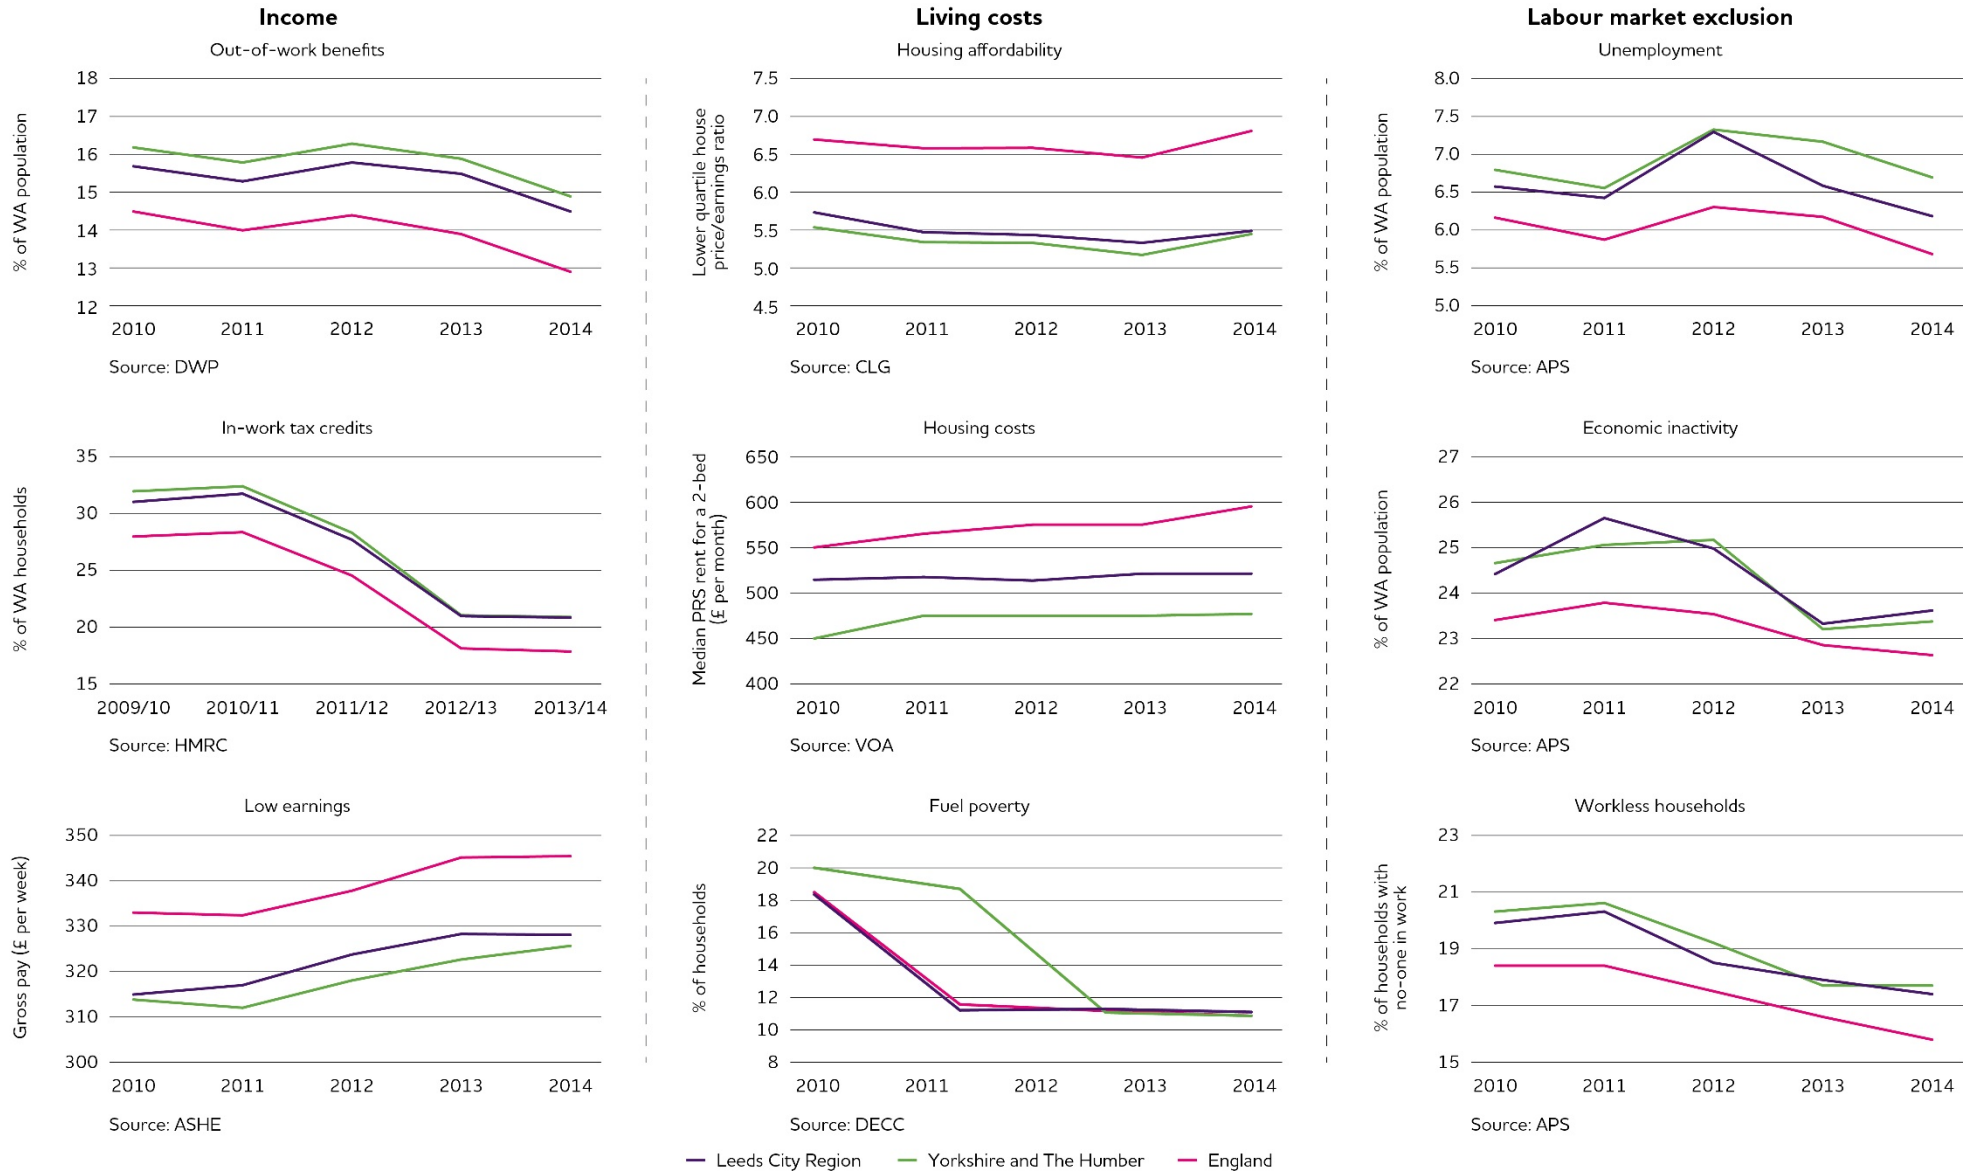 Income
Out-of-work benefits
% of WA population
18
17
16
15
14
13
12
2010 2011 2012 2013 2014
Source: DWP
In-work tax credits
% of WA households
35
30
25
20
15
2009/10 2010/11 2011/12 2012/13 2013/14
Source: HMRC
Low earnings
Gross pay (£ per week)
350
340
330
320
310
300
2010 2011 2012 2013 2014
Source: ASHE
Living costs
Housing affordability
Lower quartile house
price/earnings ratio
7.5
7.0
6.5
6.0
5.5
5.0
4.5
2010 2011 2012 2013 2014
Source: CLG
Housing costs
Median PRS rent for a 2-bed
(£ per month)
650
600
550
500
450
400
2010 2011 2012 2013 2014
Source: VOA
Fuel poverty
% of households
22
20
18
16
14
12
10
8
2010 2011 2012 2013 2014
Source: DECC
Labour market exclusion
Unemployment
% of WA population
8.0
7.5
7.0
6.5
6.0
5.5
5.0
2010 2011 2012 2013 2014
Source: APS
Economic inactivity
% of WA population
27
26
25
24
23
22
2010 2011 2012 2013 2014
Source: APS
Workless households
% of households with
no-one in work
23
21
19
17
15
2010 2011 2012 2013 2014
Source: APS
Leeds City Region Yorkshire and The Humber England